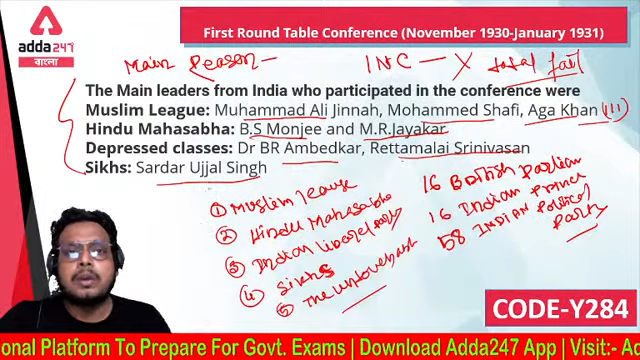 adda247
বাংলা
First Round Table Conference (November 1930-January 1931)
Main Reason -
INC - X total fail
The Main leaders from India who participated in the conference were
Muslim League: Muhammad Ali Jinnah, Mohammed Shafi, Aga Khan (III)
Hindu Mahasabha: B.S Monjee and M.R.Jayakar
Depressed classes: Dr BR Ambedkar, Rettamalai Srinivasan
Sikhs: Sardar Ujjal Singh
① Muslim league
② Hindu Mahasabha
③ Indian liberal party
④ Sikhs
⑤ The untouchable
16 British Parlian
16 Indian Prince
58 INDIAN Political
Party
CODE-Y284
onal Platform To Prepare For Govt. Exams | Download Adda247 App | Visit:- Ad